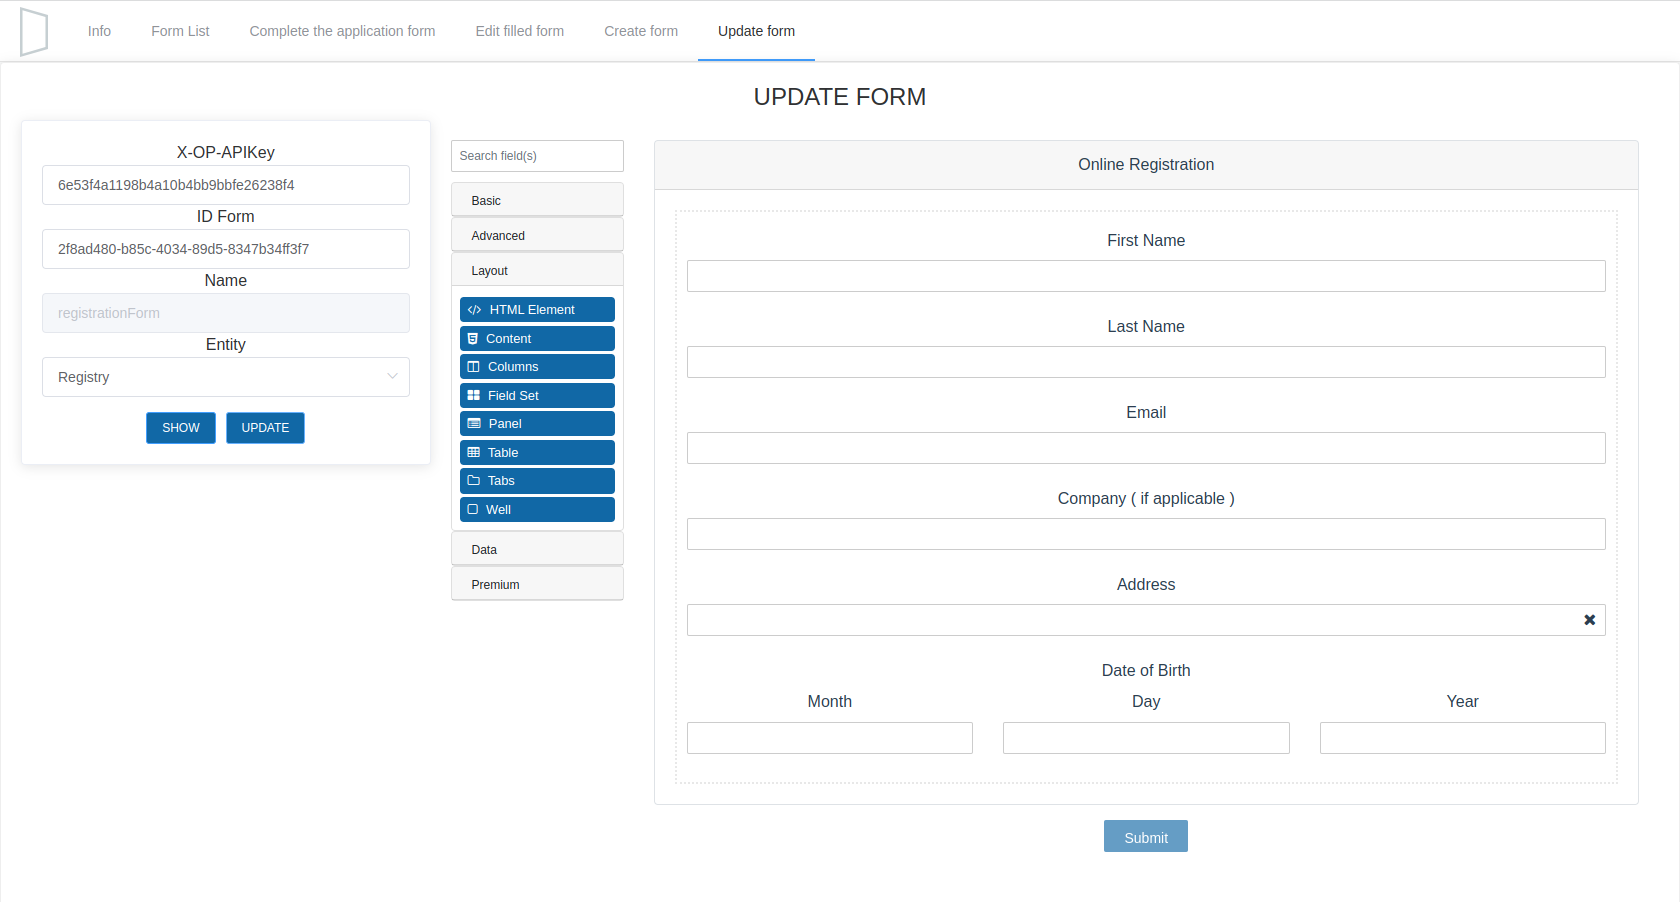 Info
Form List
Complete the application form
Edit filled form
Create form
Update form
UPDATE FORM
X-OP-APIKey
6e53f4a1198b4a10b4bb9bbfe26238f4
ID Form
2f8ad480-b85c-4034-89d5-8347b34ff3f7
Name
registrationForm
Entity
Registry
SHOW
UPDATE
Search field(s)
Basic
Advanced
Layout
HTML Element
Content
Columns
Field Set
Panel
Table
Tabs
Well
Data
Premium
Online Registration
First Name
Last Name
Email
Company ( if applicable )
Address
Date of Birth
Month
Day
Year
Submit